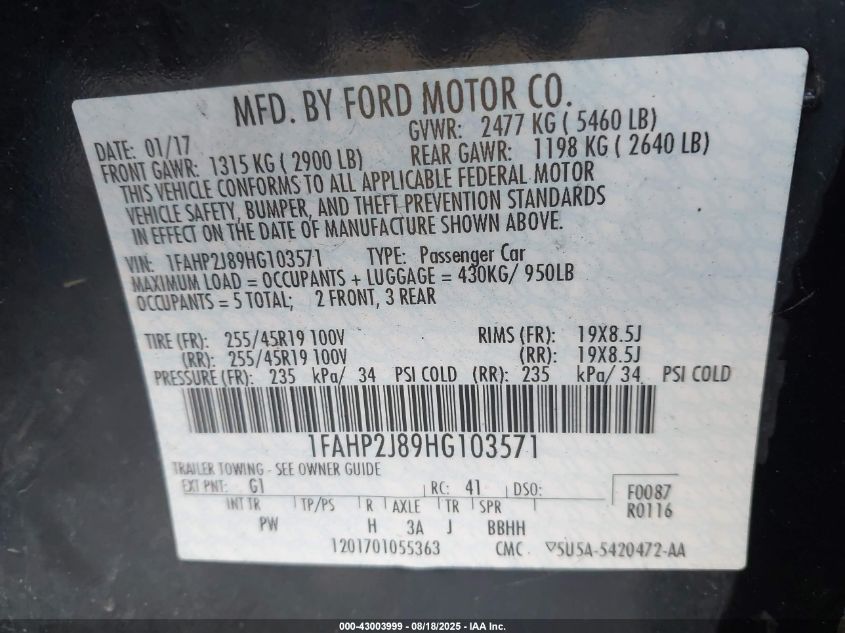 MFD. BY FORD MOTOR CO.
DATE: 01/17 GVWR: 2477 KG ( 5460 LB)
FRONT GAWR: 1315 KG ( 2900 LB) REAR GAWR: 1198 KG ( 2640 LB)
THIS VEHICLE CONFORMS TO ALL APPLICABLE FEDERAL MOTOR
VEHICLE SAFETY, BUMPER, AND THEFT PREVENTION STANDARDS
IN EFFECT ON THE DATE OF MANUFACTURE SHOWN ABOVE.
VIN: 1FAHP2J89HG103571 TYPE: Passenger Car
MAXIMUM LOAD = OCCUPANTS + LUGGAGE = 430KG/ 950LB
OCCUPANTS = 5 TOTAL; 2 FRONT, 3 REAR
TIRE (FR): 255/45R19 100V RIMS (FR): 19X8.5J
(RR): 255/45R19 100V (RR): 19X8.5J
PRESSURE (FR): 235 kPa/ 34 PSI COLD (RR): 235 kPa/ 34 PSI COLD
1FAHP2J89HG103571
TRAILER TOWING - SEE OWNER GUIDE
EXT PNT: G1 RC: 41 DSO: F0087
INT TR TP/PS R AXLE TR SPR R0116
PW H 3A J BBHH
1201701055363 CMC ▽5U5A-5420472-AA
000-43003999 — 08/18/2025 - IAA Inc.